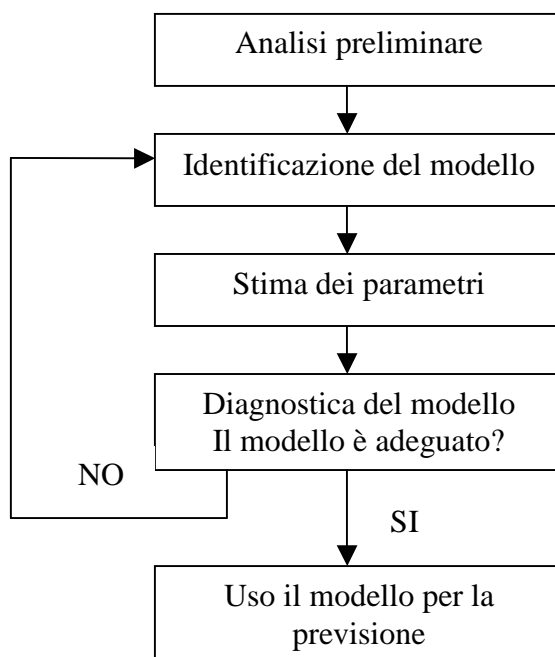 Analisi preliminare
Identificazione del modello
Stima dei parametri
Diagnostica del modello
Il modello è adeguato?
NO
SI
Uso il modello per la
previsione